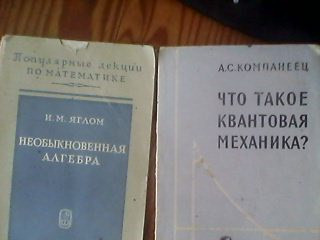 Популярные лекции
ПО МАТЕМАТИКЕ
И. М. ЯГЛОМ
НЕОБЫКНОВЕННАЯ
АЛГЕБРА
А.С. КОМПАНЕЕЦ
ЧТО ТАКОЕ
КВАНТОВАЯ
МЕХАНИКА?